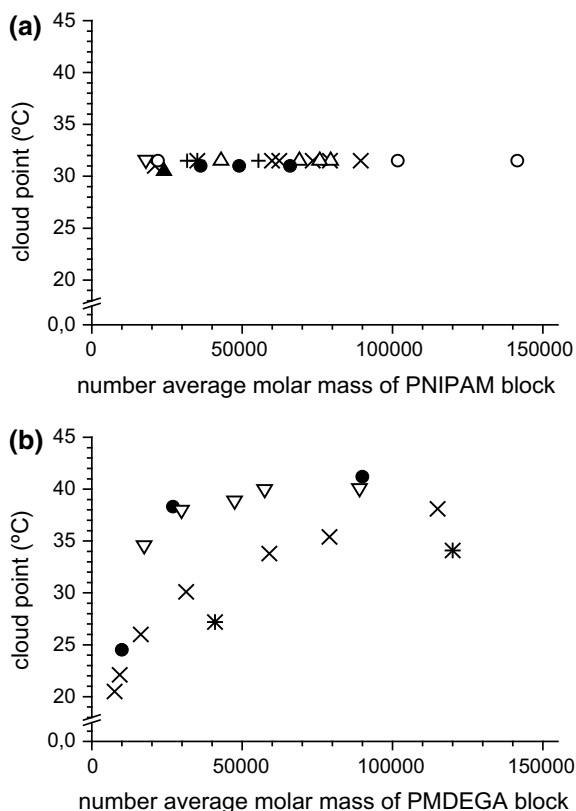 (a)
45
40
35
30
25
20
0,0
cloud point (ºC)
0 50000 100000 150000
number average molar mass of PNIPAM block
(b)
45
40
35
30
25
20
0,0
cloud point (ºC)
0 50000 100000 150000
number average molar mass of PMDEGA block